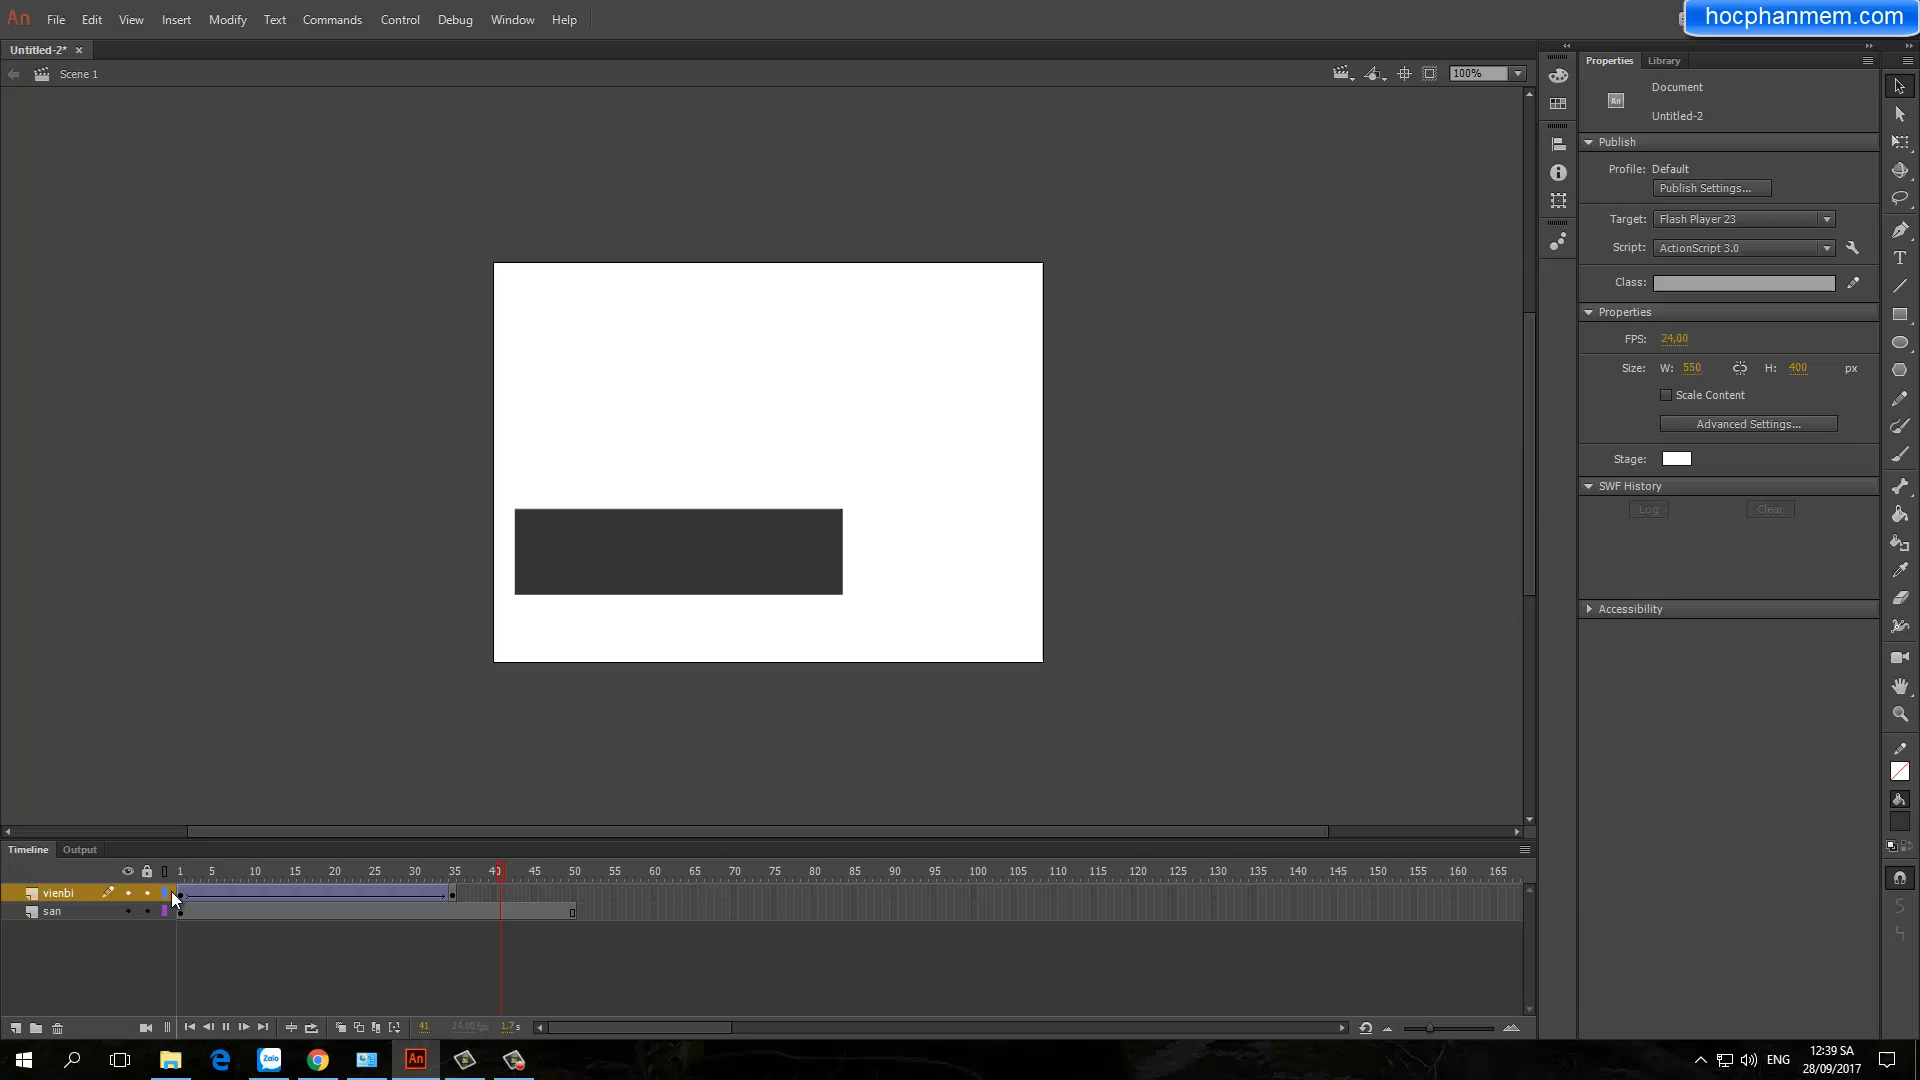 An File Edit View Insert Modify Text Commands Control Debug Window Help
hocphanmem.com
Untitled-2* ×
Scene 1
100%
Properties Library
Document
An
Untitled-2
Publish
Profile: Default
Publish Settings...
Target: Flash Player 23
Script: ActionScript 3.0
Class:
Properties
FPS: 24,00
Size: W: 550 H: 400 px
Scale Content
Advanced Settings...
Stage:
SWF History
Log Clear
Accessibility
Timeline Output
1 5 10 15 20 25 30 35 40 45 50 55 60 65 70 75 80 85 90 95 100 105 110 115 120 125 130 135 140 145 150 155 160 165
vienbi
san
41 24.00 fps 1.7 s
Zalo An
ENG
12:39 SA
28/09/2017